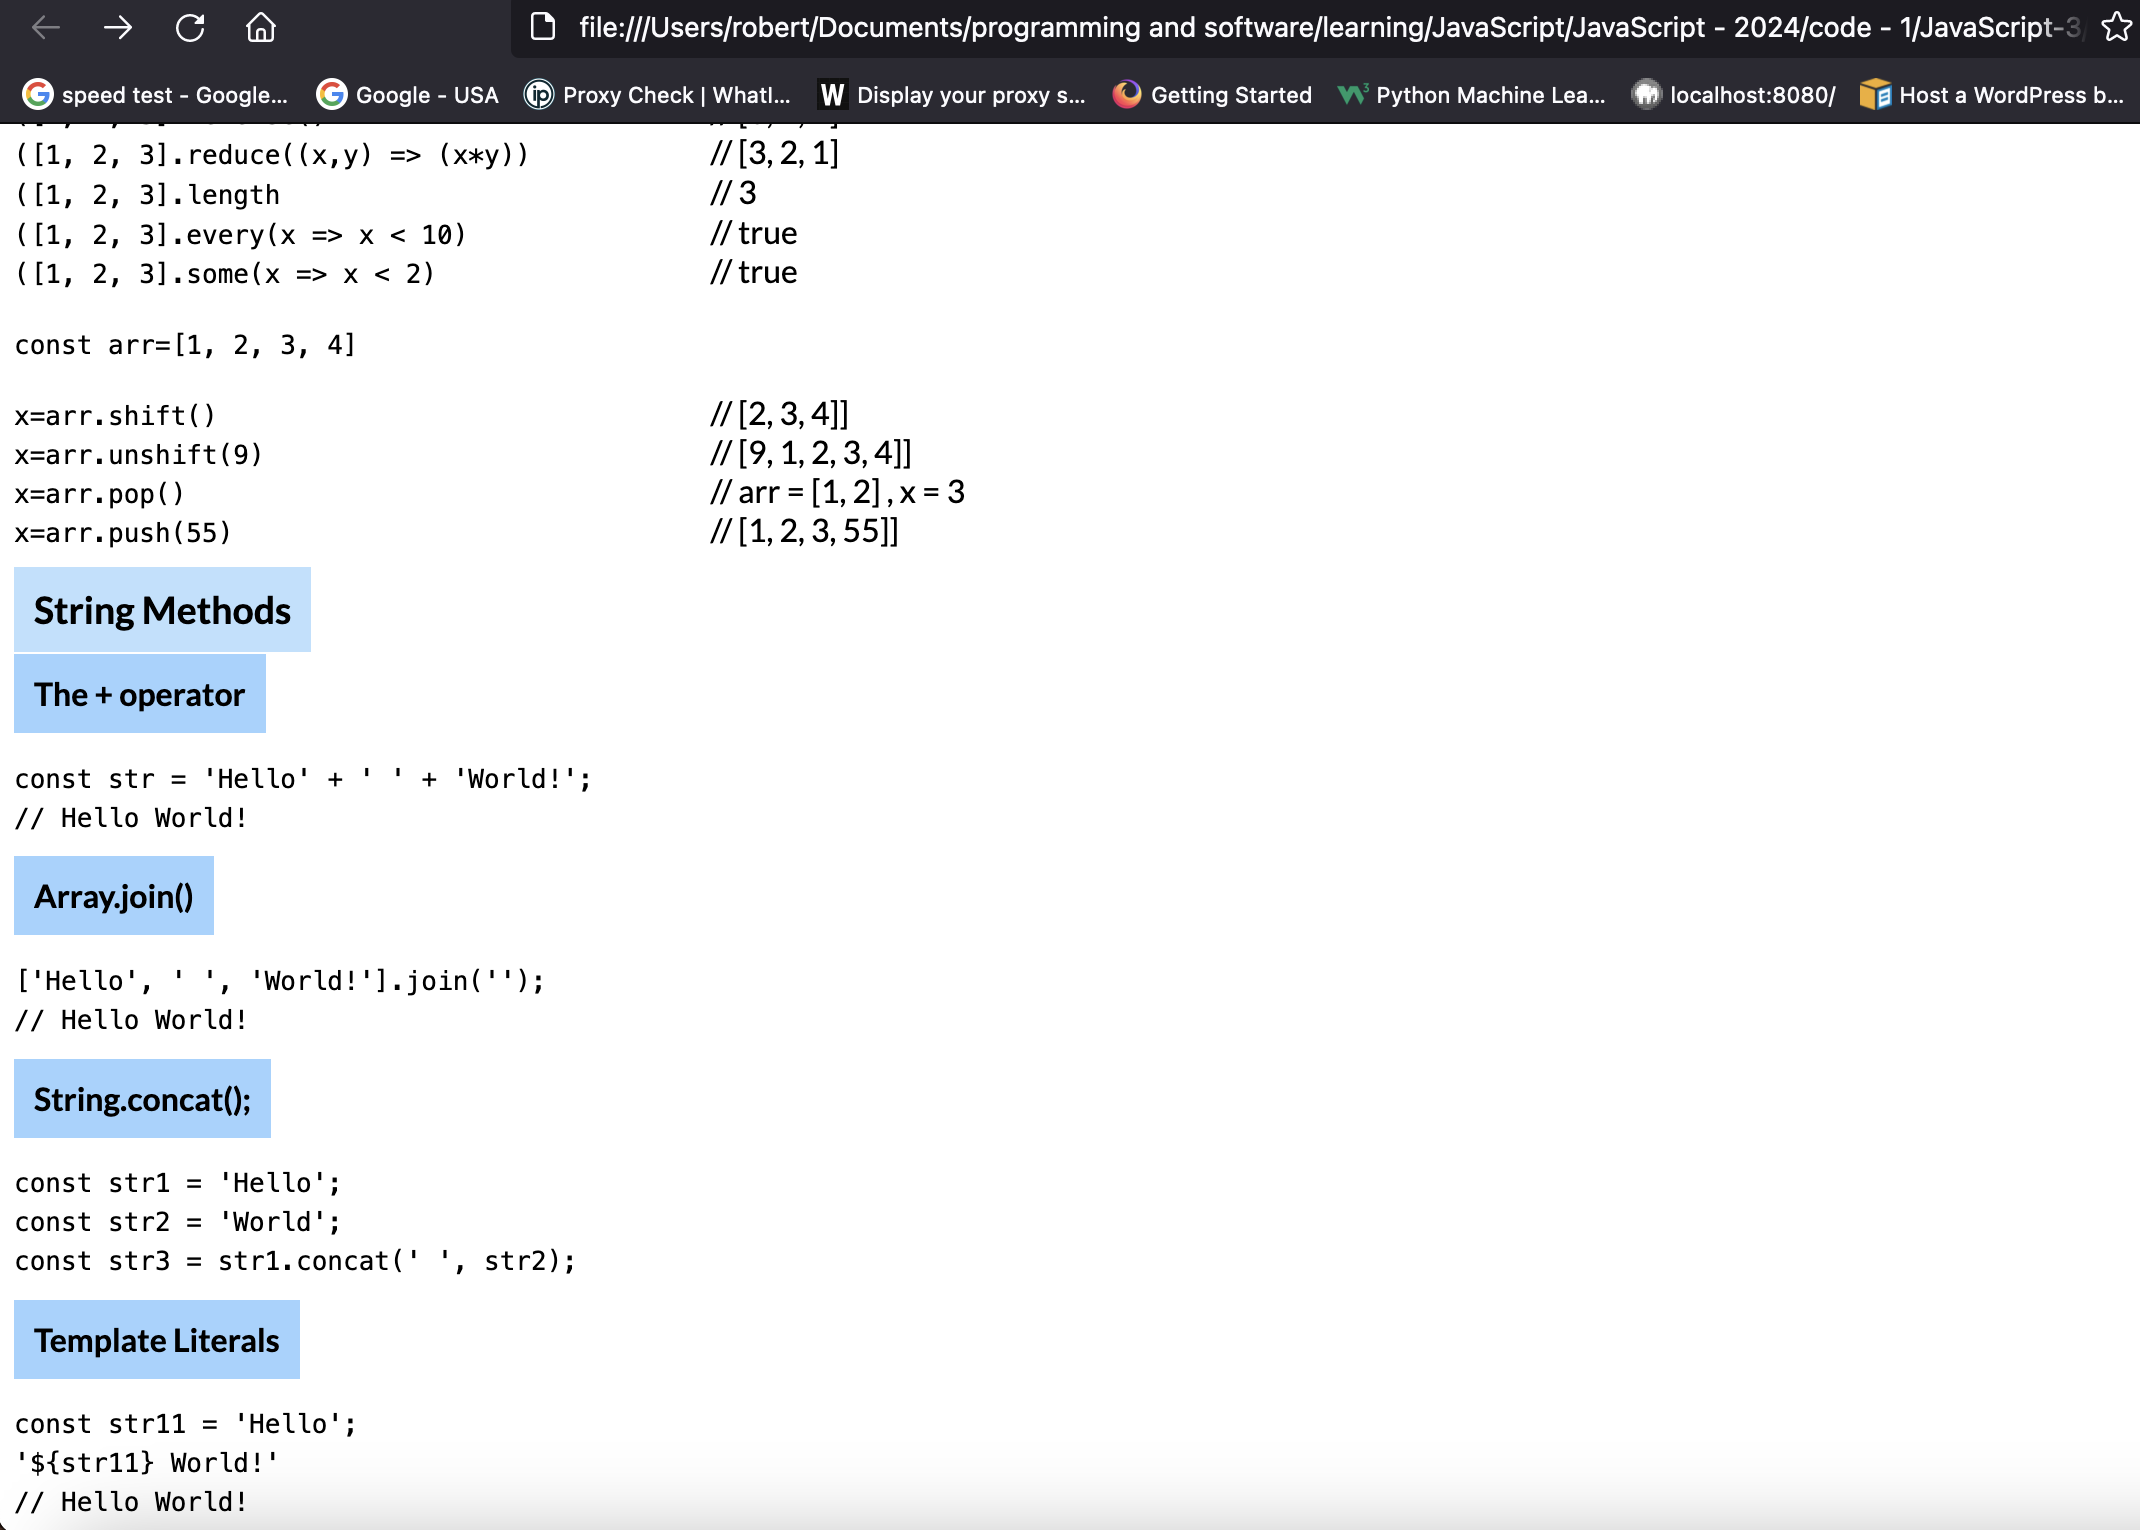 file:///Users/robert/Documents/programming and software/learning/JavaScript/JavaScript - 2024/code - 1/JavaScript-3/
speed test - Google... Google - USA Proxy Check | WhatI... Display your proxy s... Getting Started Python Machine Lea... localhost:8080/ Host a WordPress b...
([1, 2, 3].reduce((x,y) => (x*y)) // [3, 2, 1]
([1, 2, 3].length // 3
([1, 2, 3].every(x => x < 10) // true
([1, 2, 3].some(x => x < 2) // true
const arr=[1, 2, 3, 4]
x=arr.shift() // [2, 3, 4]]
x=arr.unshift(9) // [9, 1, 2, 3, 4]]
x=arr.pop() // arr = [1, 2] , x = 3
x=arr.push(55) // [1, 2, 3, 55]]
String Methods
The + operator
const str = 'Hello' + ' ' + 'World!';
// Hello World!
Array.join()
['Hello', ' ', 'World!'].join('');
// Hello World!
String.concat();
const str1 = 'Hello';
const str2 = 'World';
const str3 = str1.concat(' ', str2);
Template Literals
const str11 = 'Hello';
'${str11} World!'
// Hello World!